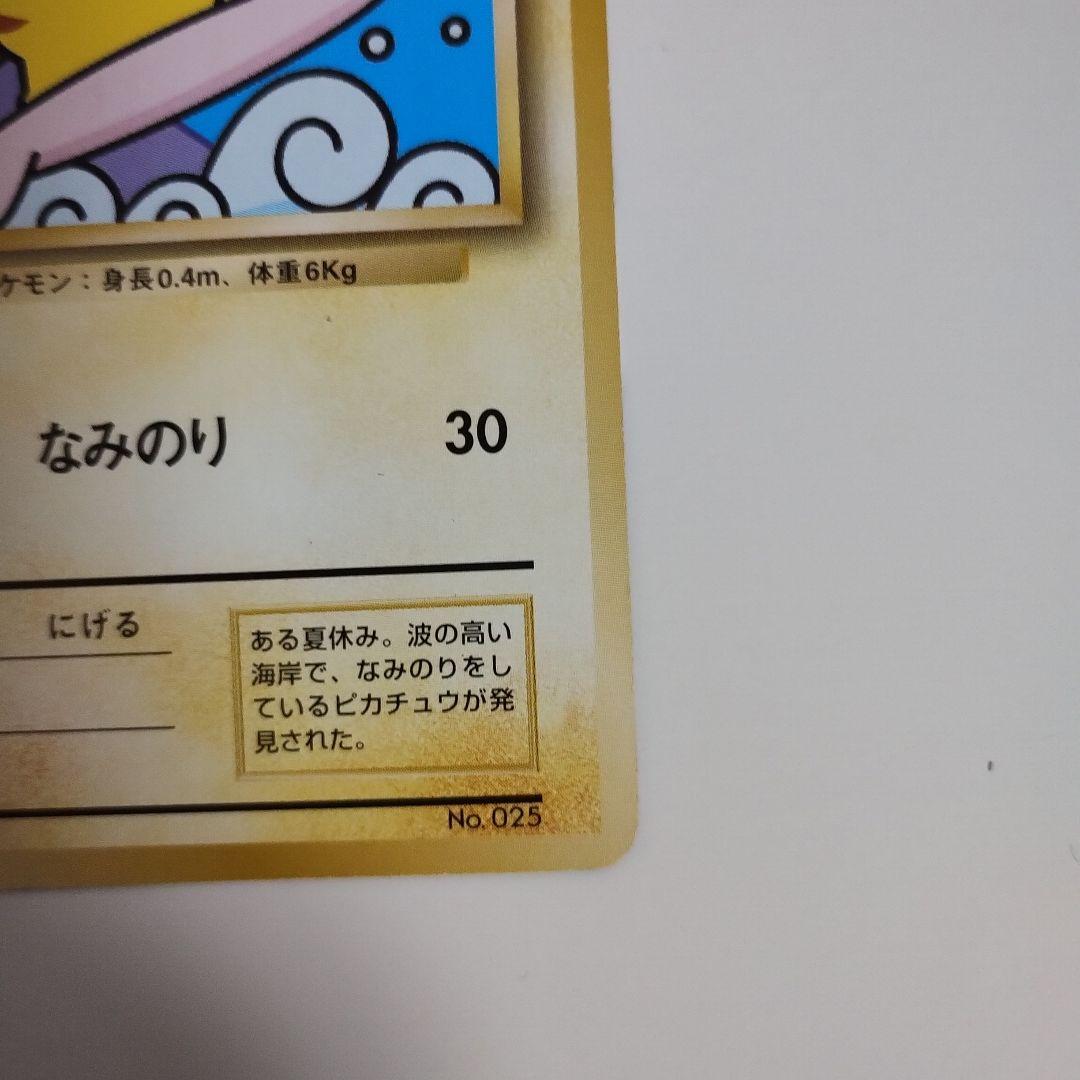 ケモン：身長0.4m、体重6Kg
なみのり 30
にげる
ある夏休み。波の高い
海岸で、なみのりをし
ているピカチュウが発
見された。
No. 025